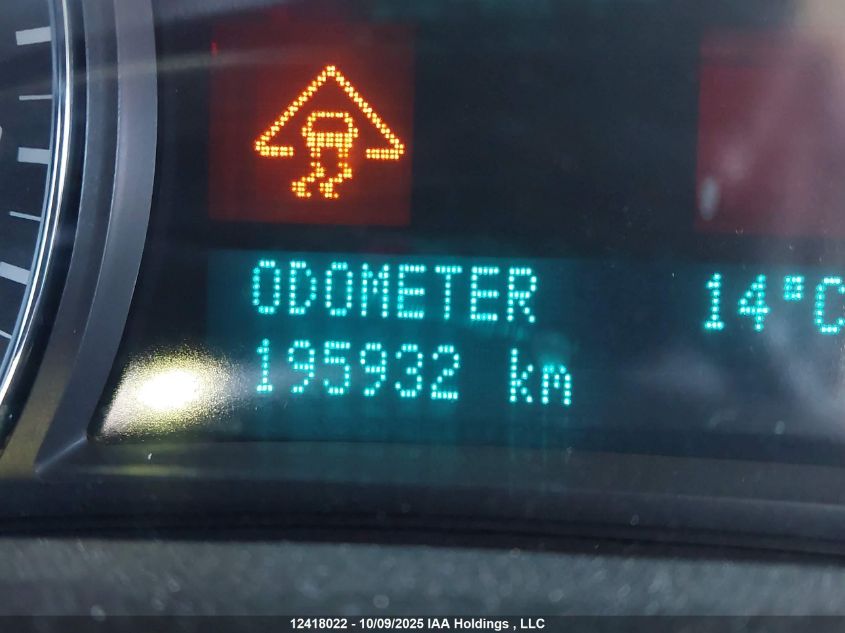 ODOMETER
14°C
195932 km
12418022 - 10/09/2025 IAA Holdings , LLC